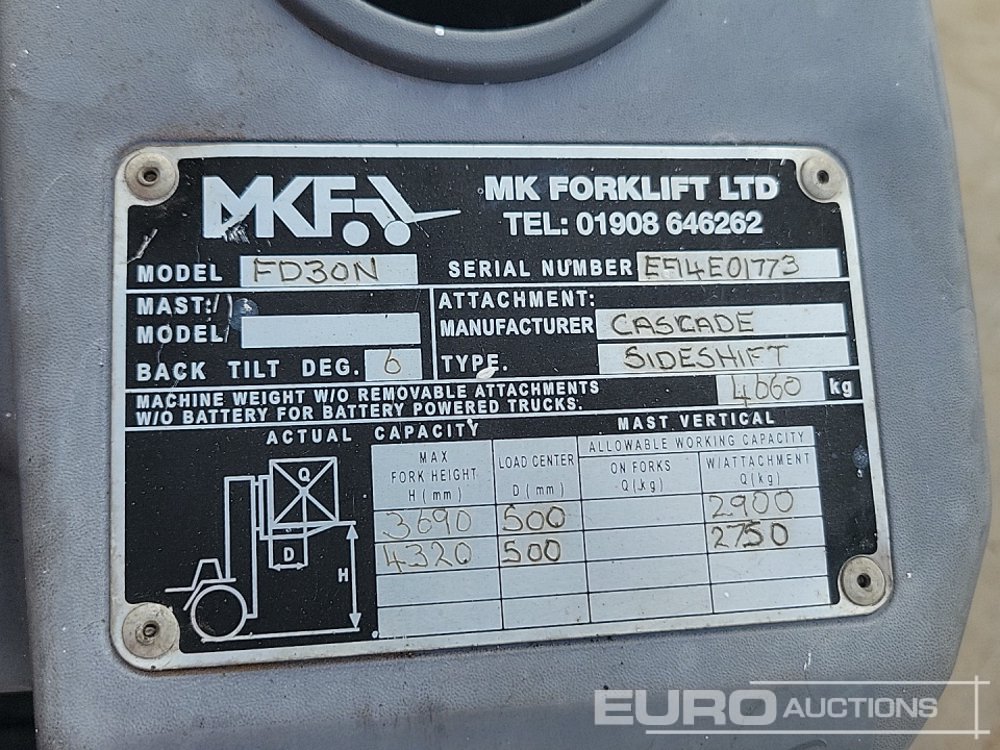 MKF
MK FORKLIFT LTD
TEL: 01908 646262
MODEL FD30N SERIAL NUMBER EF14E01773
MAST:
MODEL
BACK TILT DEG. 6
ATTACHMENT:
MANUFACTURER CASCADE
TYPE. SIDESHIFT
MACHINE WEIGHT W/O REMOVABLE ATTACHMENTS
W/O BATTERY FOR BATTERY POWERED TRUCKS. 4060 kg
ACTUAL CAPACITY MAST VERTICAL
MAX
FORK HEIGHT
H (mm)
LOAD CENTER
D (mm)
ALLOWABLE WORKING CAPACITY
ON FORKS
Q (kg)
W/ATTACHMENT
Q (kg)
3690 500 2900
4320 500 2750
Q
D
H
EURO AUCTIONS